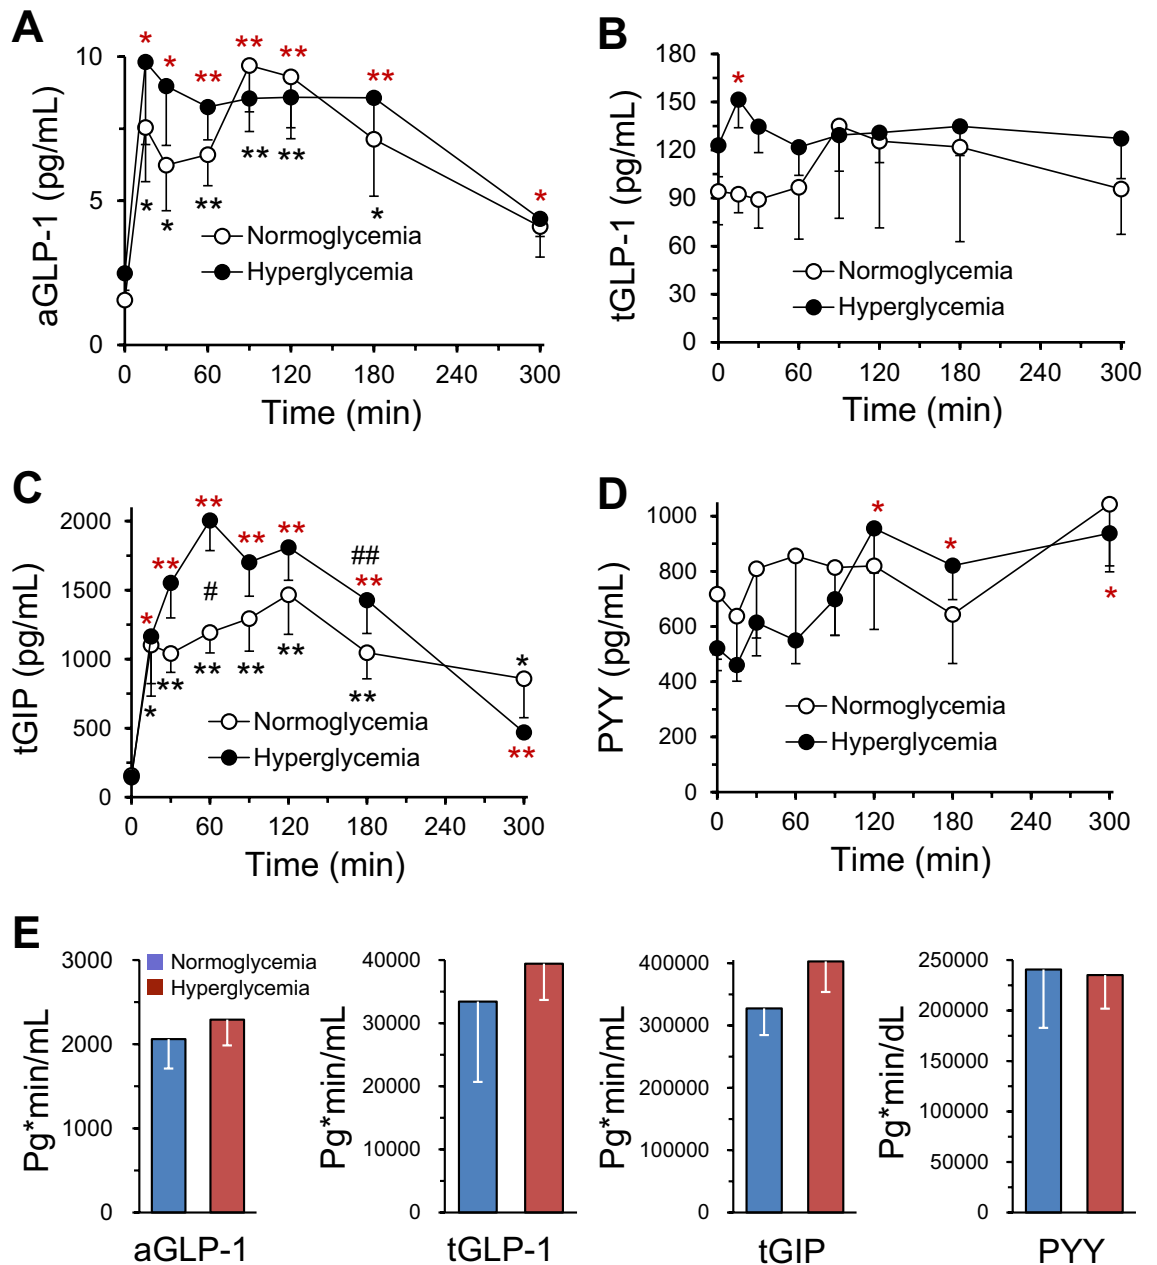 A
aGLP-1 (pg/mL)
10
5
0
* * ** ** ** ** *
* * ** ** ** *
Normoglycemia
Hyperglycemia
0 60 120 180 240 300
Time (min)
B
tGLP-1 (pg/mL)
180
150
120
90
60
30
0
*
Normoglycemia
Hyperglycemia
0 60 120 180 240 300
Time (min)
C
tGIP (pg/mL)
2000
1500
1000
500
0
* ** ** ** ** ** **
# ##
* ** ** ** ** ** *
Normoglycemia
Hyperglycemia
0 60 120 180 240 300
Time (min)
D
PYY (pg/mL)
1000
800
600
400
200
0
* * *
Normoglycemia
Hyperglycemia
0 60 120 180 240 300
Time (min)
E
Normoglycemia
Hyperglycemia
Pg*min/mL
3000
2000
1000
0
aGLP-1
Pg*min/mL
40000
30000
20000
10000
0
tGLP-1
Pg*min/mL
400000
300000
200000
100000
0
tGIP
Pg*min/dL
250000
200000
150000
100000
50000
0
PYY